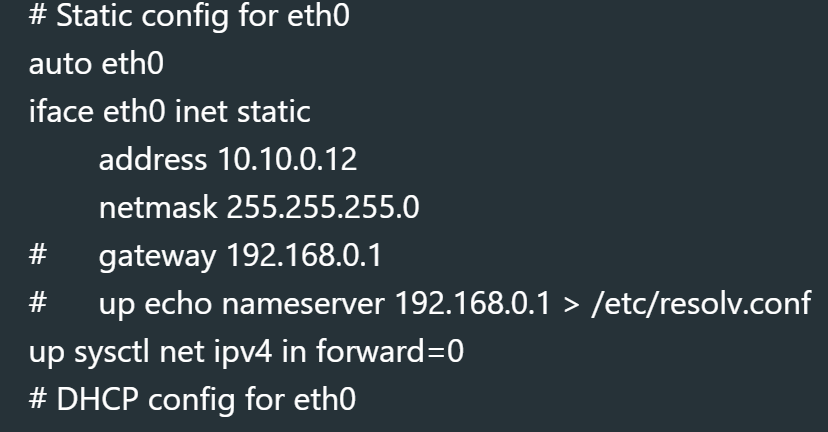 # Static config for eth0
auto eth0
iface eth0 inet static
address 10.10.0.12
netmask 255.255.255.0
# gateway 192.168.0.1
# up echo nameserver 192.168.0.1 > /etc/resolv.conf
up sysctl net ipv4 in forward=0
# DHCP config for eth0